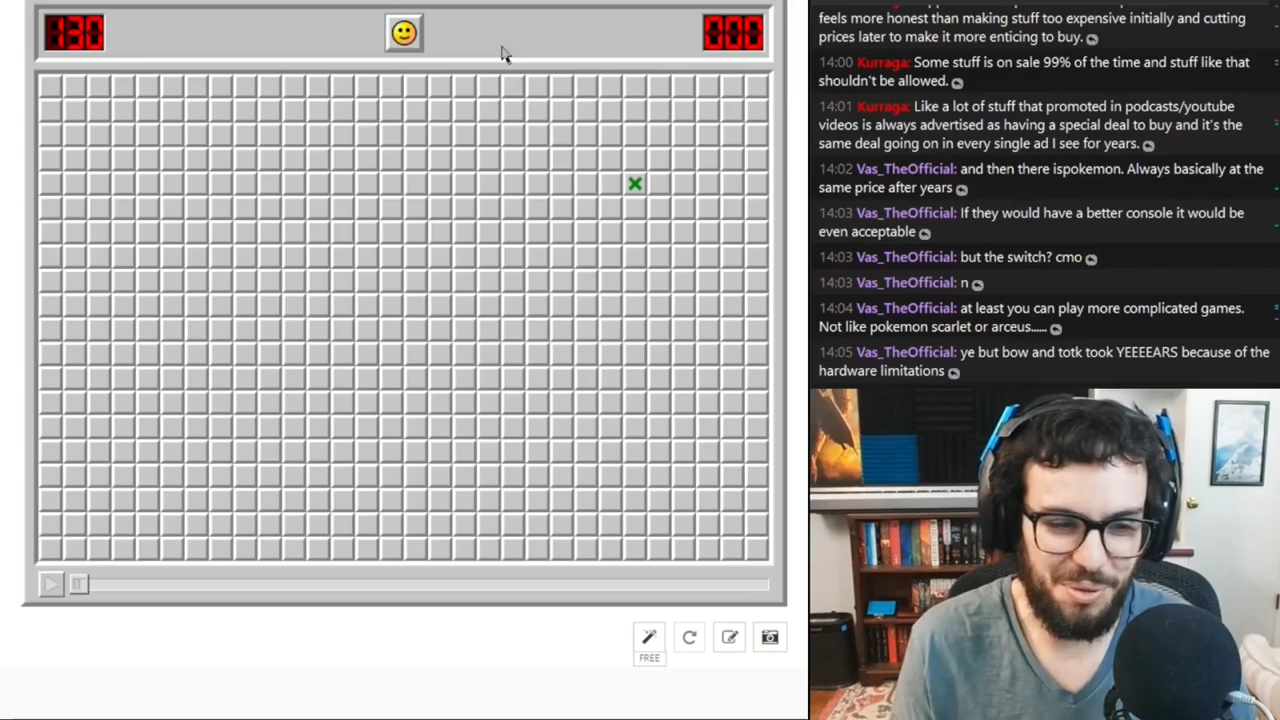 130
000
FREE
feels more honest than making stuff too expensive initially and cutting
prices later to make it more enticing to buy.
14:00 Kurraga: Some stuff is on sale 99% of the time and stuff like that
shouldn't be allowed.
14:01 Kurraga: Like a lot of stuff that promoted in podcasts/youtube
videos is always advertised as having a special deal to buy and it's the
same deal going on in every single ad I see for years.
14:02 Vas_TheOfficial: and then there ispokemon. Always basically at the
same price after years
14:03 Vas_TheOfficial: If they would have a better console it would be
even acceptable
14:03 Vas_TheOfficial: but the switch? cmo
14:03 Vas_TheOfficial: n
14:04 Vas_TheOfficial: at least you can play more complicated games.
Not like pokemon scarlet or arceus......
14:05 Vas_TheOfficial: ye but bow and totk took YEEEEARS because of the
hardware limitations